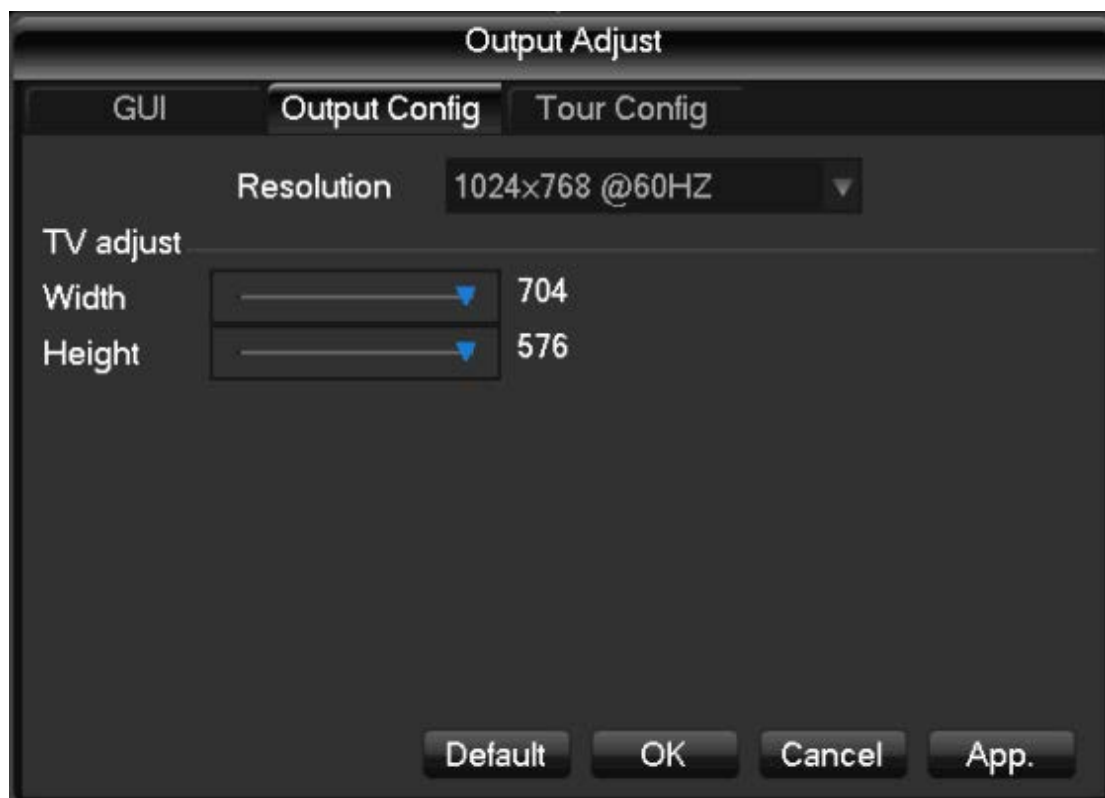 Output Adjust
GUI Output Config Tour Config
Resolution 1024x768 @60HZ
TV adjust
Width 704
Height 576
Default OK Cancel App.